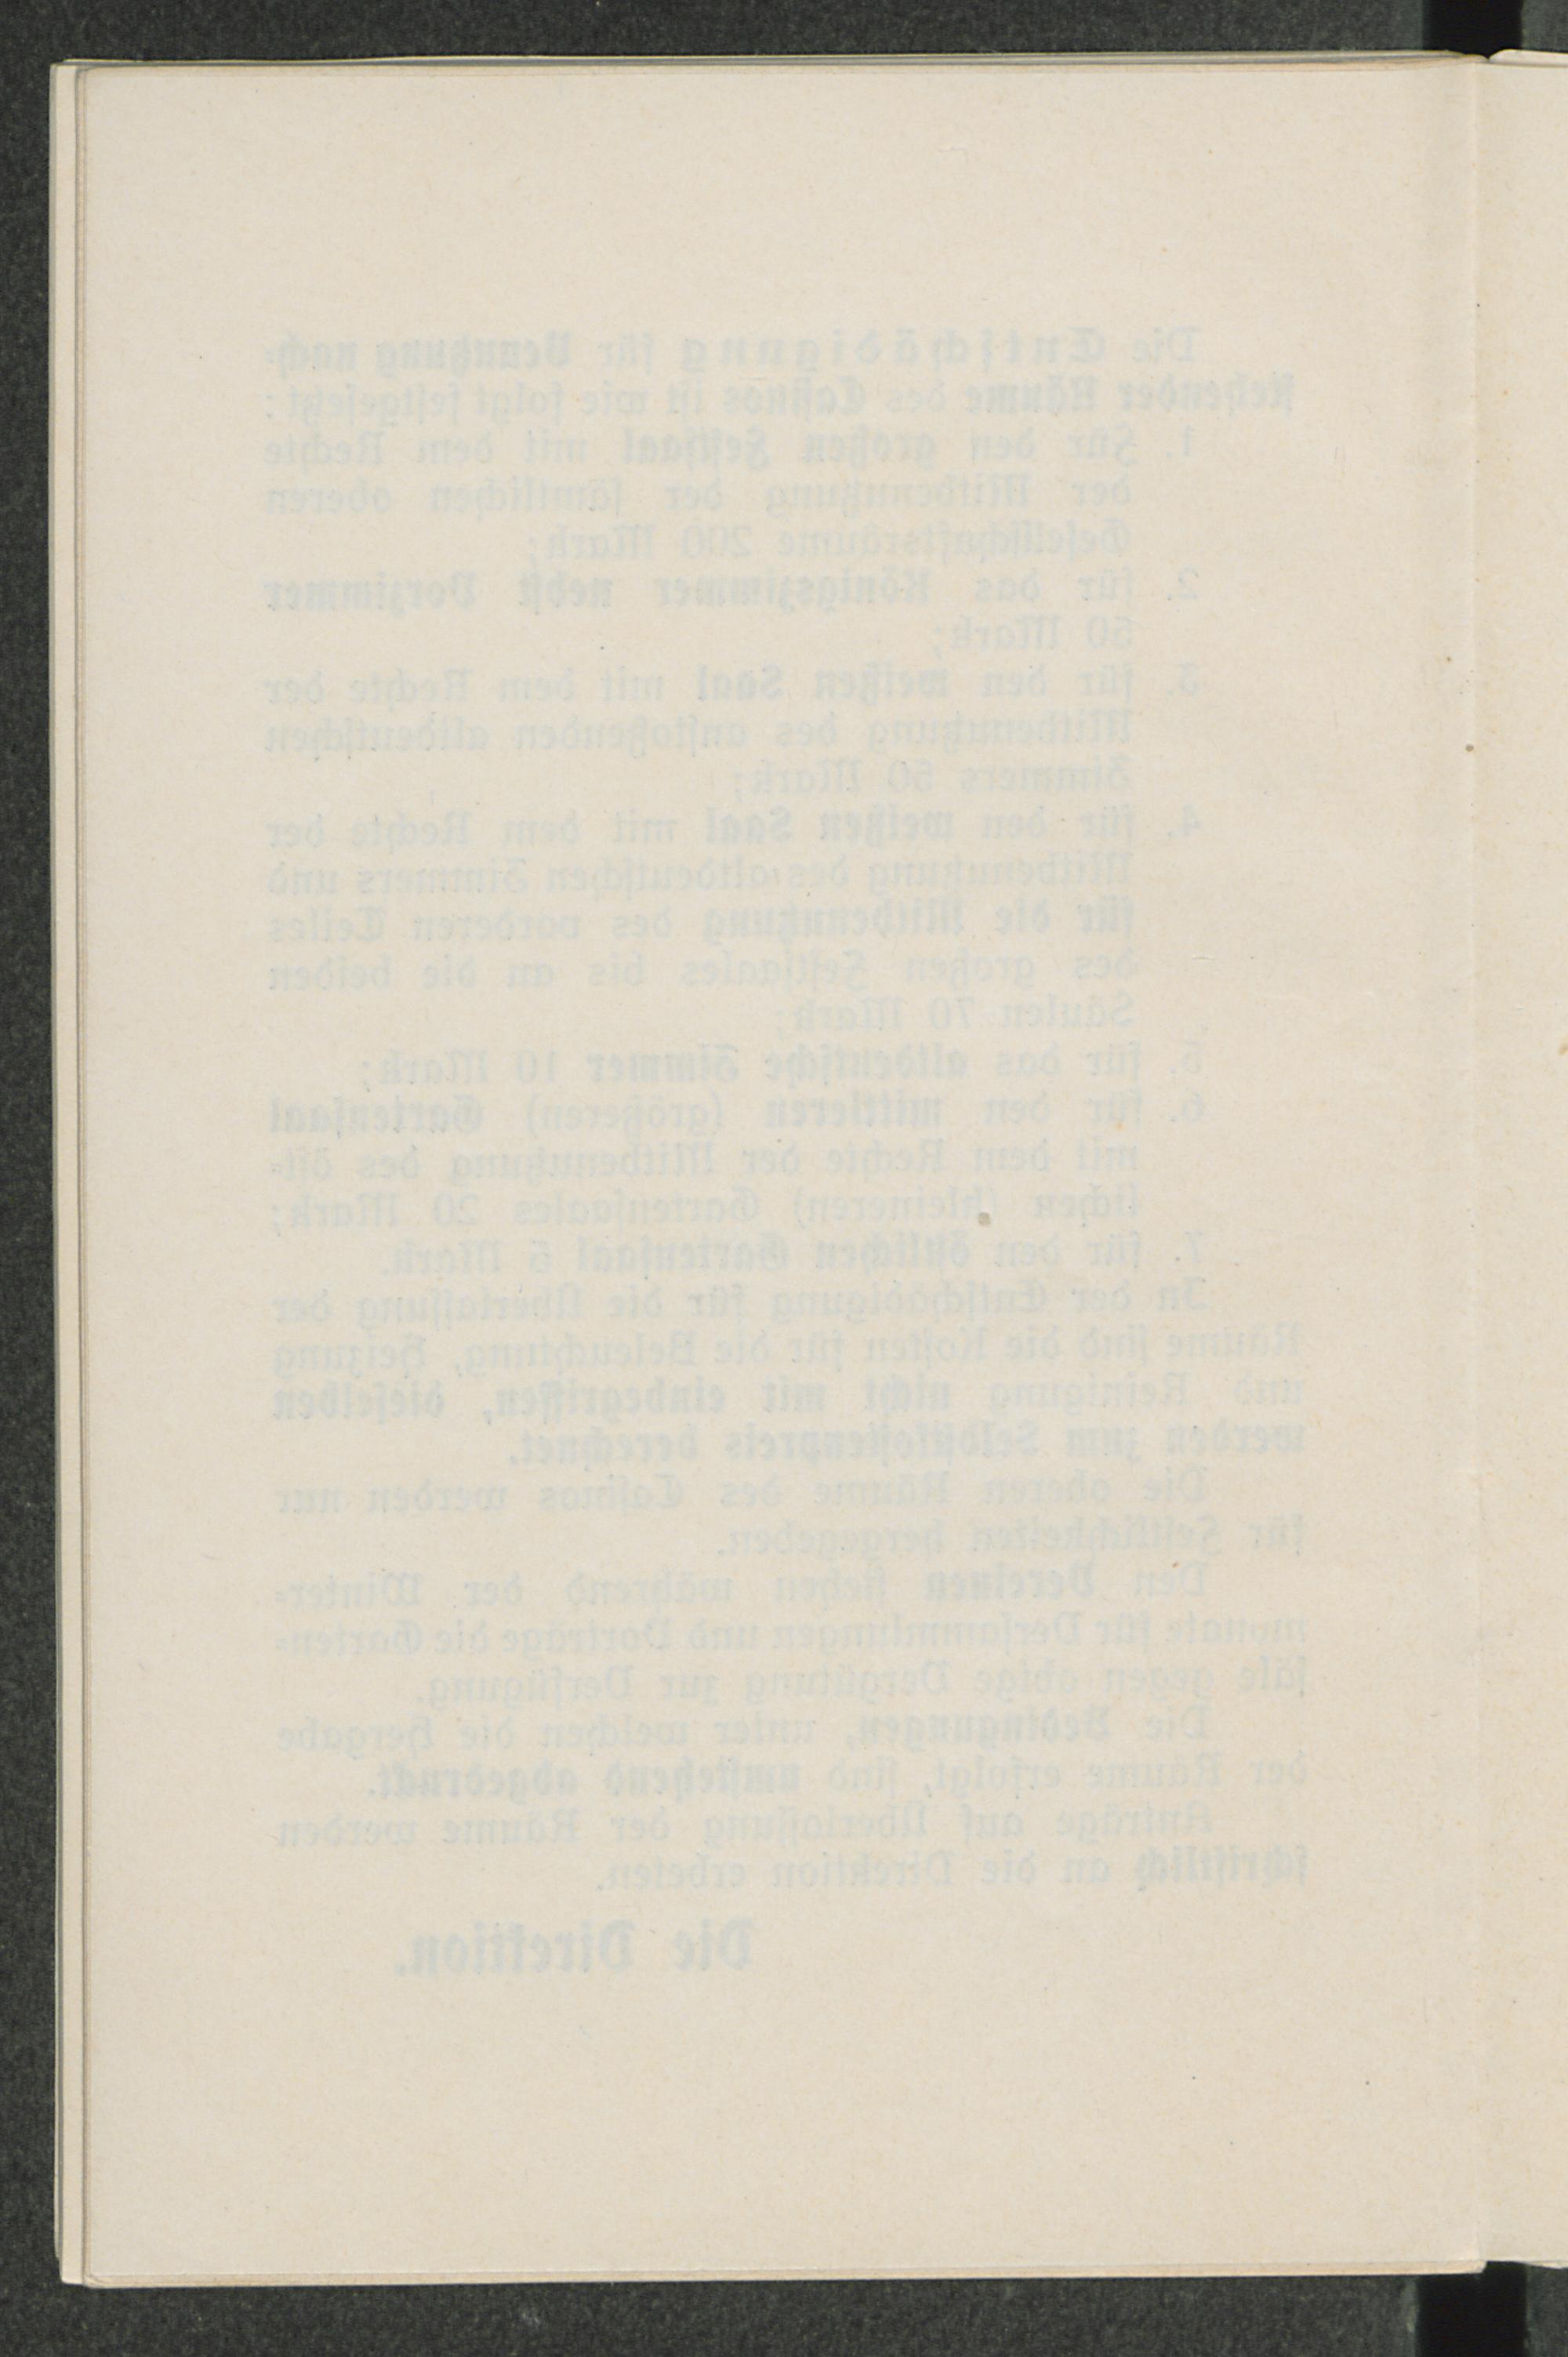 Die Entschädigung für Benutzung nach-
stehender Räume des Casinos ist wie folgt festgesetzt:
1. Für den großen Festsaal mit dem Rechte
der Mitbenutzung der sämtlichen oberen
Gesellschaftsräume 200 Mark;
2. für das Königszimmer nebst Vorzimmer
50 Mark;
3. für den weißen Saal mit dem Rechte der
Mitbenutzung des anstoßenden altdeutschen
Zimmers 50 Mark;
4. für den weißen Saal mit dem Rechte der
Mitbenutzung des altdeutschen Zimmers und
für die Mitbenutzung des vorderen Teiles
des großen Festsaales bis an die beiden
Säulen 70 Mark;
5. für das altdeutsche Zimmer 10 Mark;
6. für den mittleren (größeren) Gartensaal
mit dem Rechte der Mitbenutzung des öst-
lichen (kleineren) Gartensaales 20 Mark;
7. für den östlichen Gartensaal 5 Mark.
In der Entschädigung für die Überlassung der
Räume sind die Kosten für die Beleuchtung, Heizung
und Reinigung nicht mit einbegriffen, dieselben
werden zum Selbstkostenpreis berechnet.
Die oberen Räume des Casinos werden nur
für Festlichkeiten hergegeben.
Den Vereinen stehen während der Winter-
monate für Versammlungen und Vorträge die Garten-
säle gegen obige Vergütung zur Verfügung.
Die Bedingungen, unter welchen die Hergabe
der Räume erfolgt, sind umstehend abgedruckt.
Anträge auf Überlassung der Räume werden
schriftlich an die Direktion erbeten.
Die Direktion.